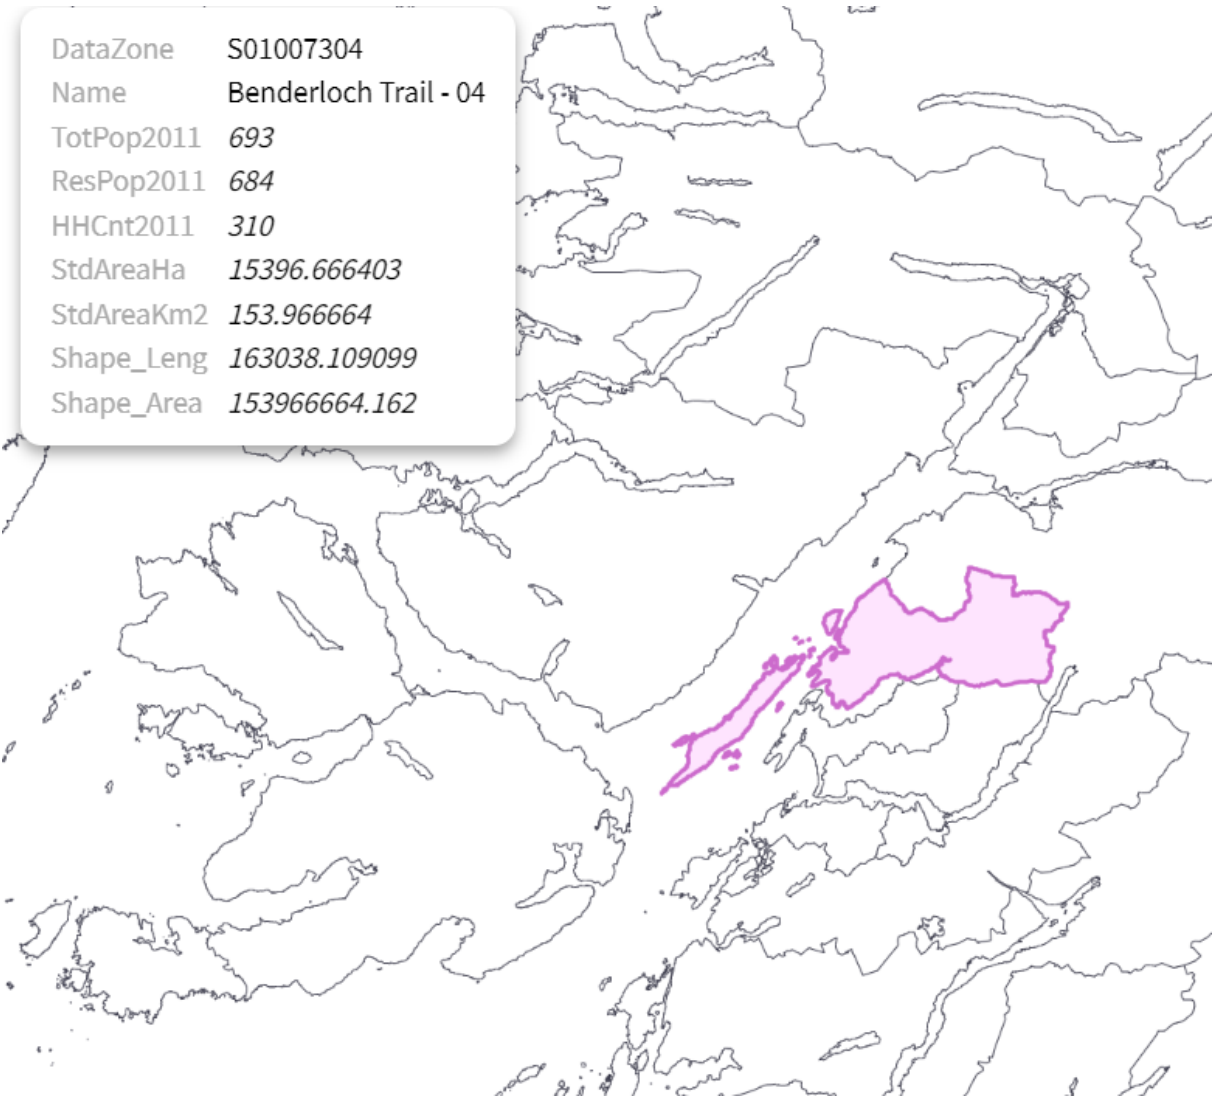 DataZone S01007304
Name Benderloch Trail - 04
TotPop2011 693
ResPop2011 684
HHCnt2011 310
StdAreaHa 15396.666403
StdAreaKm2 153.966664
Shape_Leng 163038.109099
Shape_Area 153966664.162